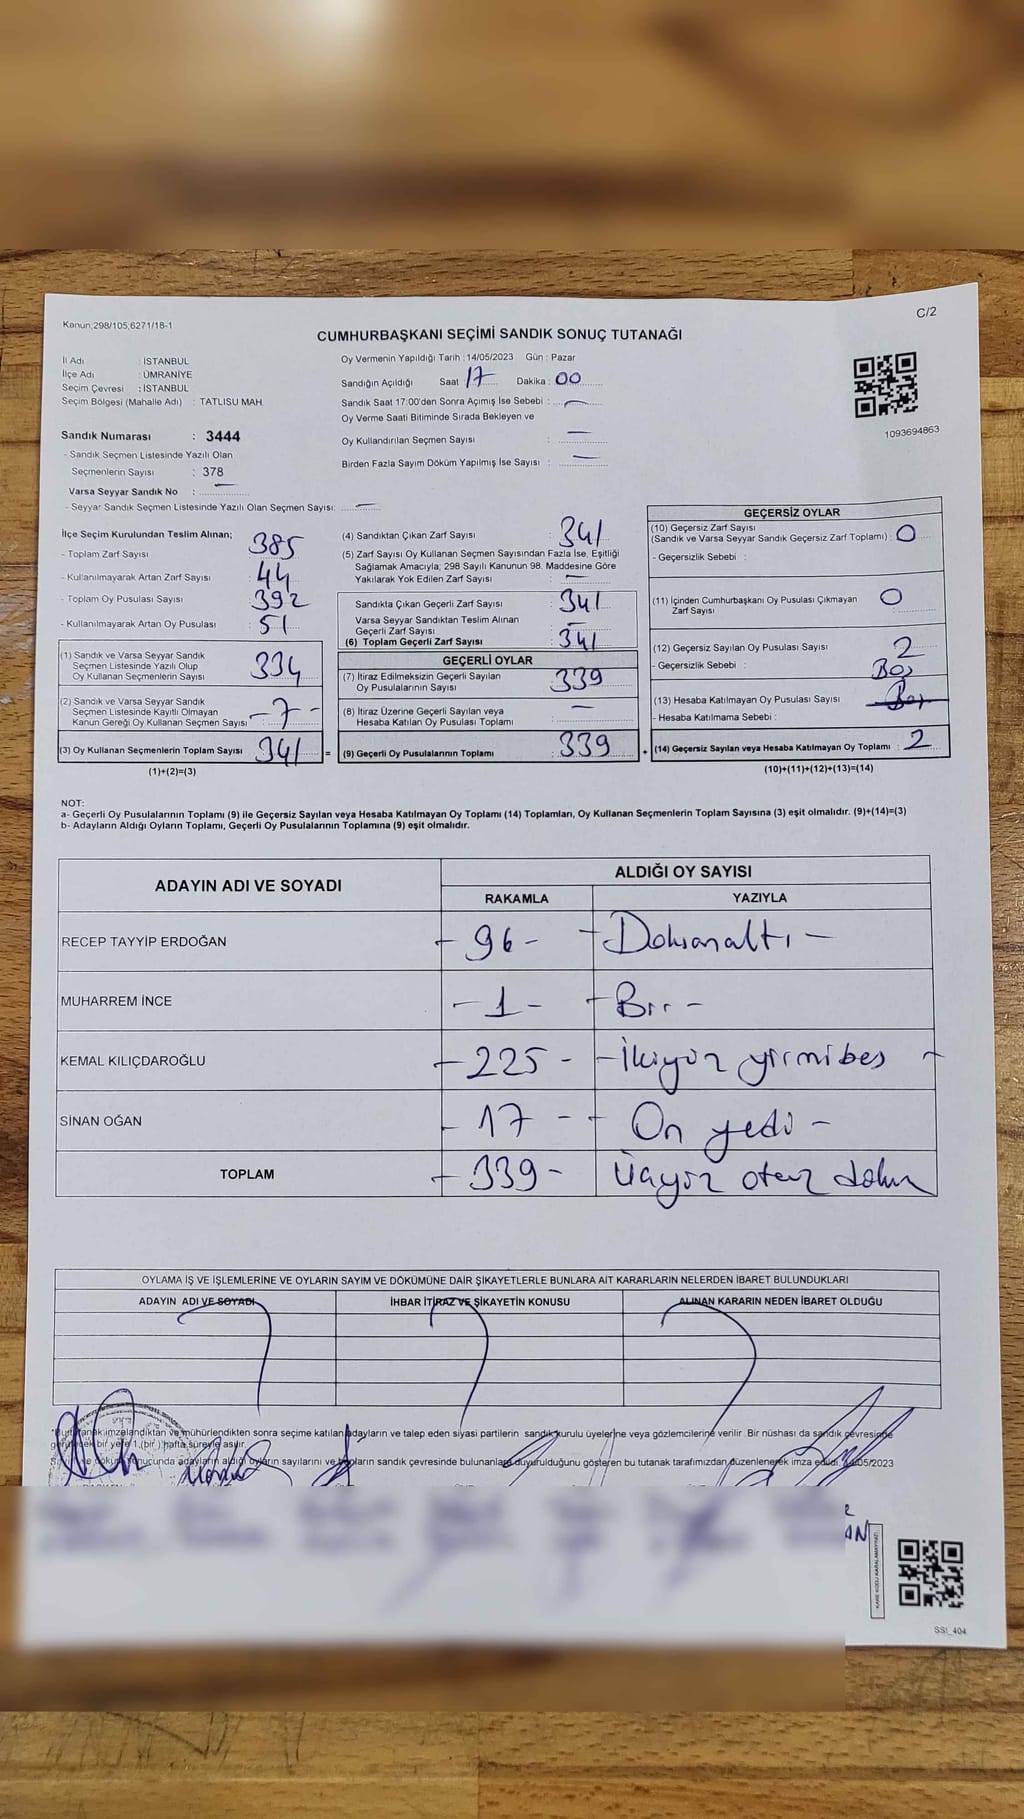 Kanun;298/105,6271/18-1
C/2
CUMHURBAŞKANI SEÇİMİ SANDIK SONUÇ TUTANAĞI
İl Adı : İSTANBUL
İlçe Adı : ÜMRANİYE
Seçim Çevresi : İSTANBUL
Seçim Bölgesi (Mahalle Adı) : TATLISU MAH.
Sandık Numarası : 3444
- Sandık Seçmen Listesinde Yazılı Olan
Seçmenlerin Sayısı : 378
Varsa Seyyar Sandık No :
- Seyyar Sandık Seçmen Listesinde Yazılı Olan Seçmen Sayısı:
Oy Vermenin Yapıldığı Tarih : 14/05/2023 Gün : Pazar
Sandığın Açıldığı Saat 17 Dakika : 00
Sandık Saat 17:00'den Sonra Açımış İse Sebebi :
Oy Verme Saati Bitiminde Sırada Bekleyen ve
Oy Kullandırılan Seçmen Sayısı :
Birden Fazla Sayım Döküm Yapılmış İse Sayısı :
1093694863
İlçe Seçim Kurulundan Teslim Alınan;
- Toplam Zarf Sayısı : 385
- Kullanılmayarak Artan Zarf Sayısı : 44
- Toplam Oy Pusulası Sayısı : 392
- Kullanılmayarak Artan Oy Pusulası : 51
(1) Sandık ve Varsa Seyyar Sandık
Seçmen Listesinde Yazılı Olup
Oy Kullanan Seçmenlerin Sayısı : 334
(2) Sandık ve Varsa Seyyar Sandık
Seçmen Listesinde Kayıtlı Olmayan
Kanun Gereği Oy Kullanan Seçmen Sayısı : -7-
(3) Oy Kullanan Seçmenlerin Toplam Sayısı : 341 =
(1)+(2)=(3)
(4) Sandıktan Çıkan Zarf Sayısı : 341
(5) Zarf Sayısı Oy Kullanan Seçmen Sayısından Fazla İse, Eşitliği
Sağlamak Amacıyla; 298 Sayılı Kanunun 98. Maddesine Göre
Yakılarak Yok Edilen Zarf Sayısı : —
Sandıkta Çıkan Geçerli Zarf Sayısı : 341
Varsa Seyyar Sandıktan Teslim Alınan
Geçerli Zarf Sayısı : —
(6) Toplam Geçerli Zarf Sayısı : 341
GEÇERLİ OYLAR
(7) İtiraz Edilmeksizin Geçerli Sayılan
Oy Pusulalarının Sayısı : 339
(8) İtiraz Üzerine Geçerli Sayılan veya
Hesaba Katılan Oy Pusulası Toplamı : —
(9) Geçerli Oy Pusulalarının Toplamı : 339 +
GEÇERSİZ OYLAR
(10) Geçersiz Zarf Sayısı
(Sandık ve Varsa Seyyar Sandık Geçersiz Zarf Toplamı) : 0
- Geçersizlik Sebebi :
(11) İçinden Cumhurbaşkanı Oy Pusulası Çıkmayan
Zarf Sayısı : 0
(12) Geçersiz Sayılan Oy Pusulası Sayısı : 2
- Geçersizlik Sebebi : Boş
(13) Hesaba Katılmayan Oy Pusulası Sayısı :
- Hesaba Katılmama Sebebi :
(14) Geçersiz Sayılan veya Hesaba Katılmayan Oy Toplamı : 2
(10)+(11)+(12)+(13)=(14)
NOT:
a- Geçerli Oy Pusulalarının Toplamı (9) ile Geçersiz Sayılan veya Hesaba Katılmayan Oy Toplamı (14) Toplamları, Oy Kullanan Seçmenlerin Toplam Sayısına (3) eşit olmalıdır. (9)+(14)=(3)
b- Adayların Aldığı Oyların Toplamı, Geçerli Oy Pusulalarının Toplamına (9) eşit olmalıdır.
ADAYIN ADI VE SOYADI ALDIĞI OY SAYISI
RAKAMLA YAZIYLA
RECEP TAYYİP ERDOĞAN - 96 - - Doksanaltı -
MUHARREM İNCE - 1 - - Bir -
KEMAL KILIÇDAROĞLU - 225 - - İkiyüz yirmibeş -
SİNAN OĞAN - 17 - - On yedi -
TOPLAM - 339 - Üçyüz otuz dokuz
OYLAMA İŞ VE İŞLEMLERİNE VE OYLARIN SAYIM VE DÖKÜMÜNE DAİR ŞİKAYETLERLE BUNLARA AİT KARARLARIN NELERDEN İBARET BULUNDUKLARI
ADAYIN ADI VE SOYADI İHBAR İTİRAZ VE ŞİKAYETİN KONUSU ALINAN KARARIN NEDEN İBARET OLDUĞU
tutanak imzalandıktan ve mühürlendikten sonra seçime katılan adayların ve talep eden siyasi partilerin sandık kurulu üyelerine veya gözlemcilerine verilir. Bir nüshası da sandık çevresinde
bir yere 1 (bir) hafta süreyle asılır.
sonucunda adayların aldığı oyların sayılarını ve sandık çevresinde bulunanlara duyurulduğunu gösteren bu tutanak tarafımızdan düzenlenerek imza edildi. 14/05/2023
SSI_404